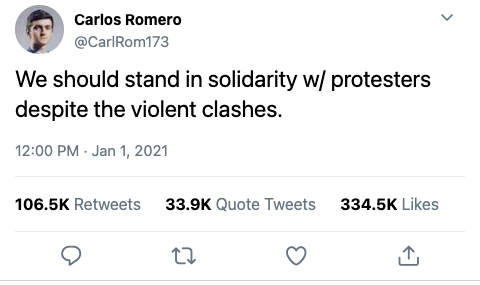 Carlos Romero
@CarlRom173
We should stand in solidarity w/ protesters
despite the violent clashes.
12:00 PM · Jan 1, 2021
106.5K Retweets 33.9K Quote Tweets 334.5K Likes